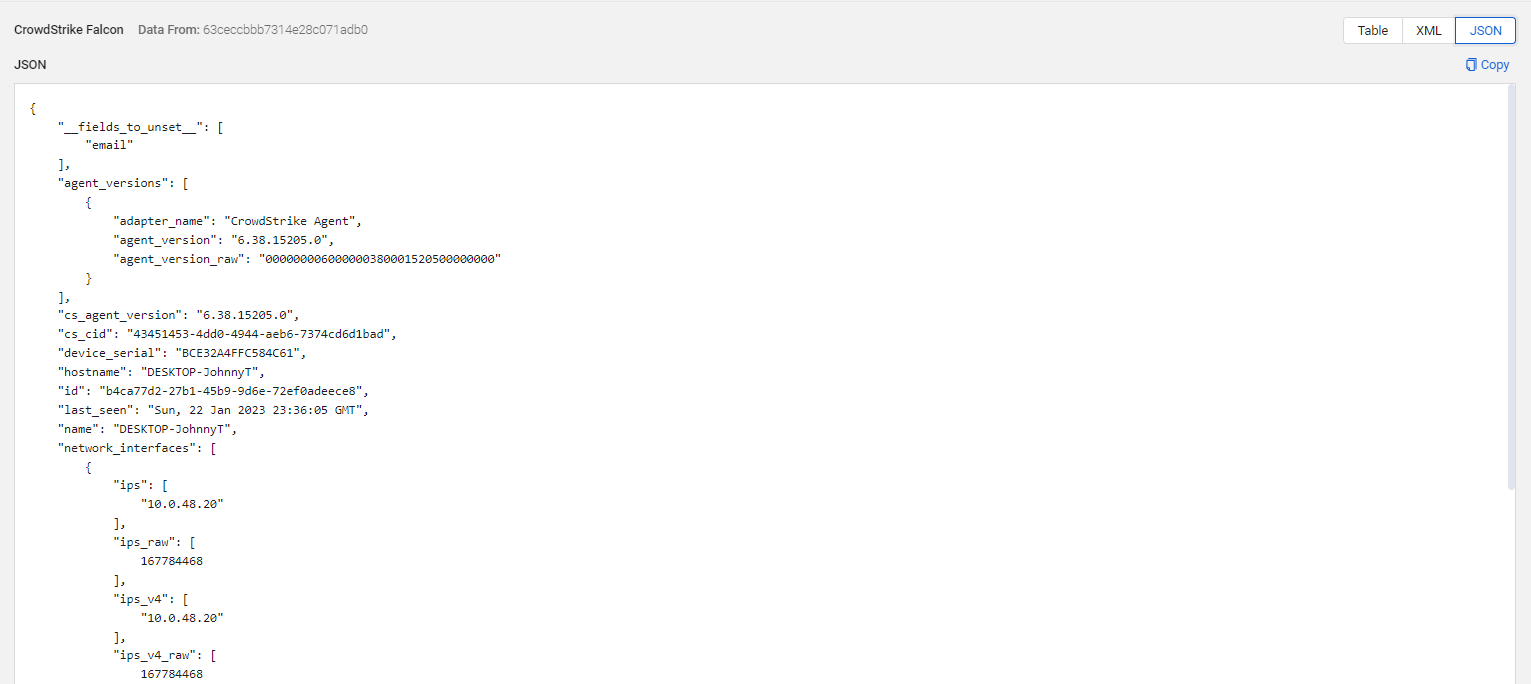 CrowdStrike Falcon Data From: 63ceccbbb7314e28c071adb0
Table XML JSON
JSON
Copy
{
    "__fields_to_unset__": [
        "email"
    ],
    "agent_versions": [
        {
            "adapter_name": "CrowdStrike Agent",
            "agent_version": "6.38.15205.0",
            "agent_version_raw": "000000006000000380001520500000000"
        }
    ],
    "cs_agent_version": "6.38.15205.0",
    "cs_cid": "43451453-4dd0-4944-aeb6-7374cd6d1bad",
    "device_serial": "BCE32A4FFC584C61",
    "hostname": "DESKTOP-JohnnyT",
    "id": "b4ca77d2-27b1-45b9-9d6e-72ef0adeece8",
    "last_seen": "Sun, 22 Jan 2023 23:36:05 GMT",
    "name": "DESKTOP-JohnnyT",
    "network_interfaces": [
        {
            "ips": [
                "10.0.48.20"
            ],
            "ips_raw": [
                167784468
            ],
            "ips_v4": [
                "10.0.48.20"
            ],
            "ips_v4_raw": [
                167784468